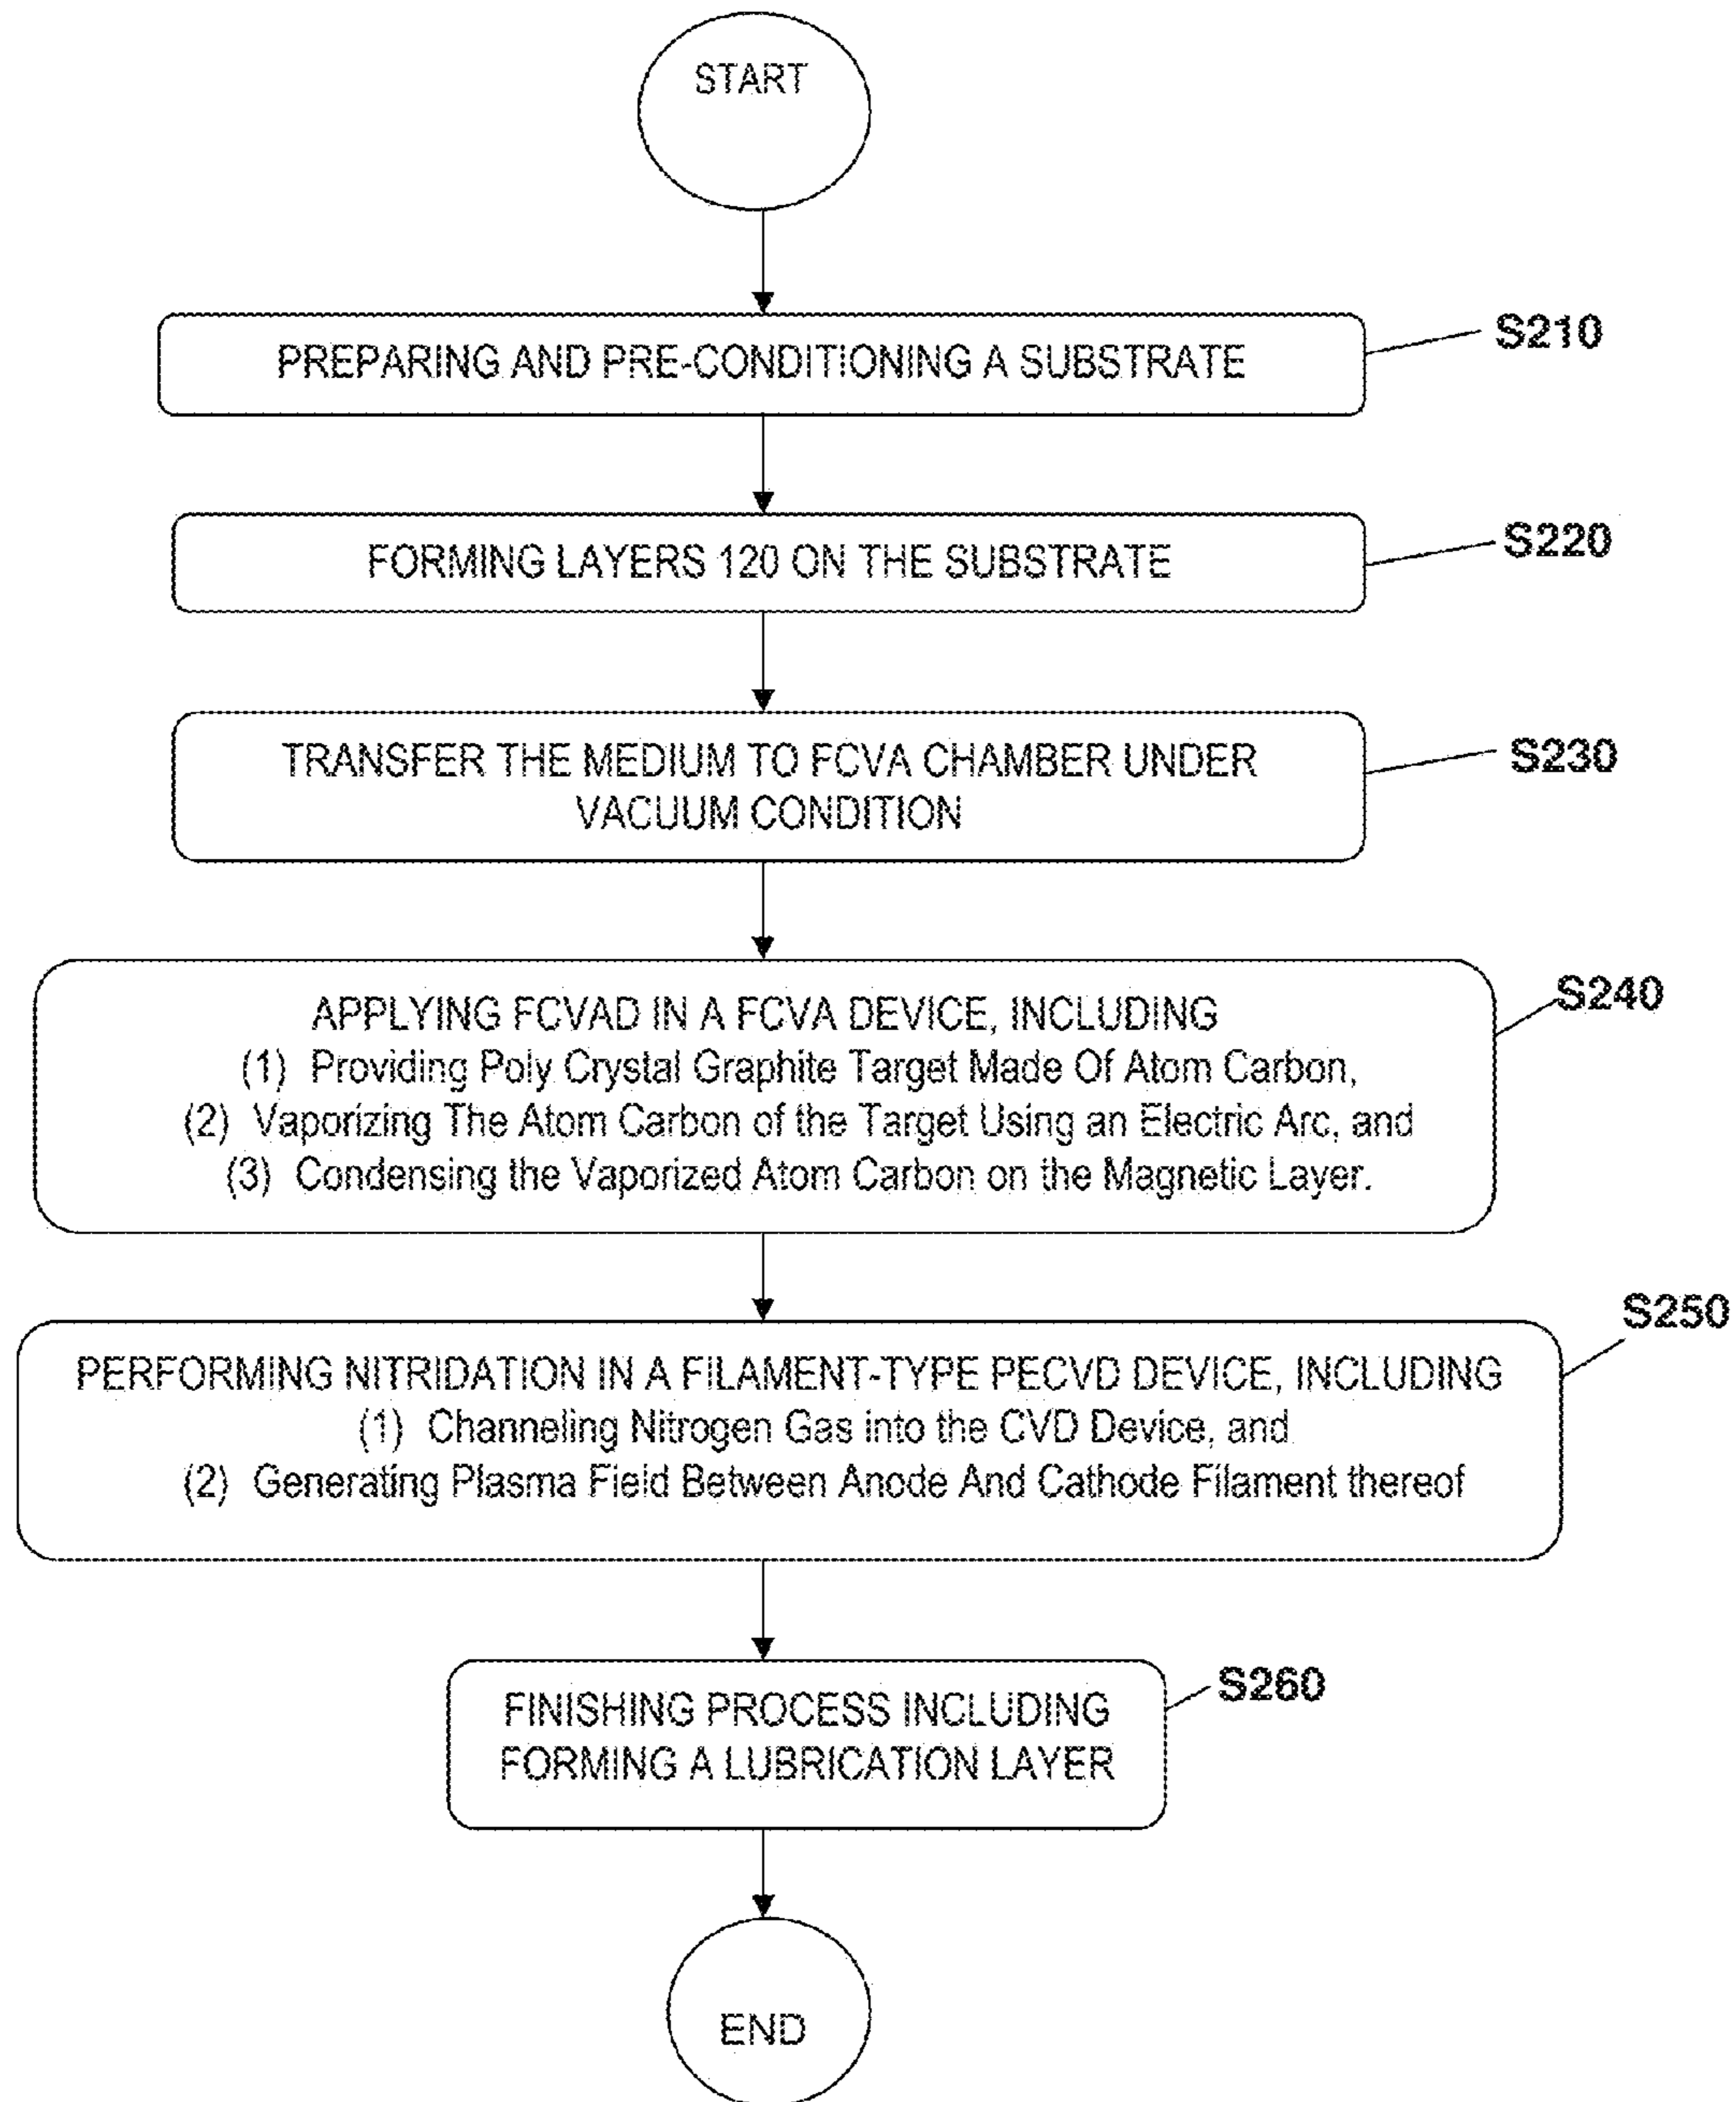 START
PREPARING AND PRE-CONDITIONING A SUBSTRATE
S210
FORMING LAYERS 120 ON THE SUBSTRATE
S220
TRANSFER THE MEDIUM TO FCVA CHAMBER UNDER
VACUUM CONDITION
S230
APPLYING FCVAD IN A FCVA DEVICE, INCLUDING
(1) Providing Poly Crystal Graphite Target Made Of Atom Carbon,
(2) Vaporizing The Atom Carbon of the Target Using an Electric Arc, and
(3) Condensing the Vaporized Atom Carbon on the Magnetic Layer.
S240
PERFORMING NITRIDATION IN A FILAMENT-TYPE PECVD DEVICE, INCLUDING
(1) Channeling Nitrogen Gas into the CVD Device, and
(2) Generating Plasma Field Between Anode And Cathode Filament thereof
S250
FINISHING PROCESS INCLUDING
FORMING A LUBRICATION LAYER
S260
END